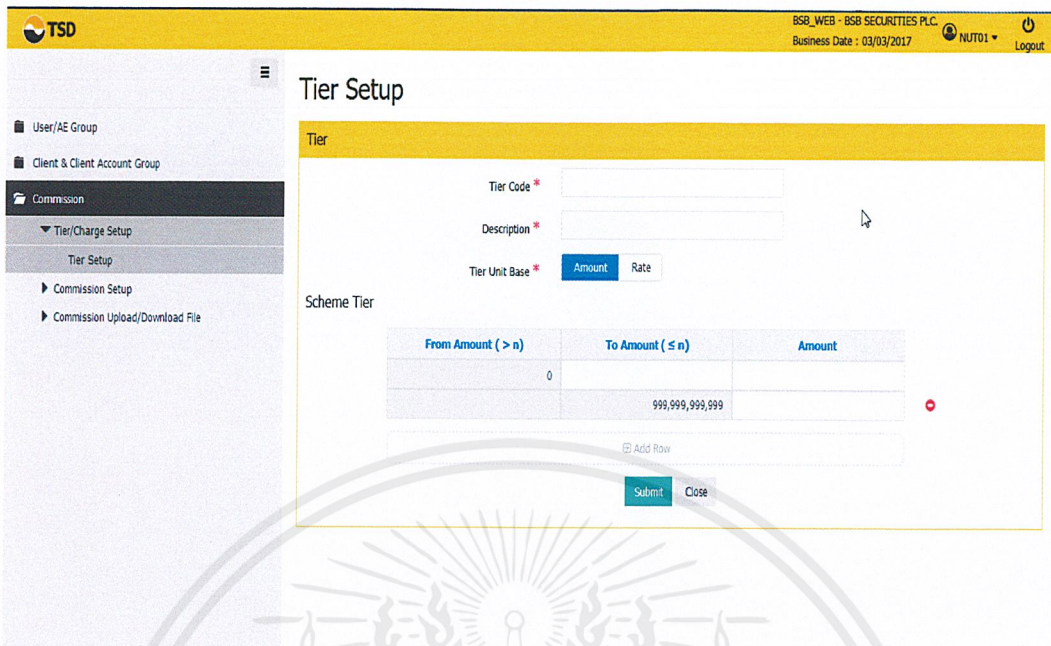 TSD
BSB_WEB - BSB SECURITIES PLC.
Business Date : 03/03/2017
NUT01
Logout
User/AE Group
Client & Client Account Group
Commission
Tier/Charge Setup
Tier Setup
Commission Setup
Commission Upload/Download File
Tier Setup
Tier
Tier Code *
Description *
Tier Unit Base * Amount Rate
Scheme Tier
From Amount ( > n) To Amount ( ≤ n) Amount
0
999,999,999,999
Add Row
Submit Close